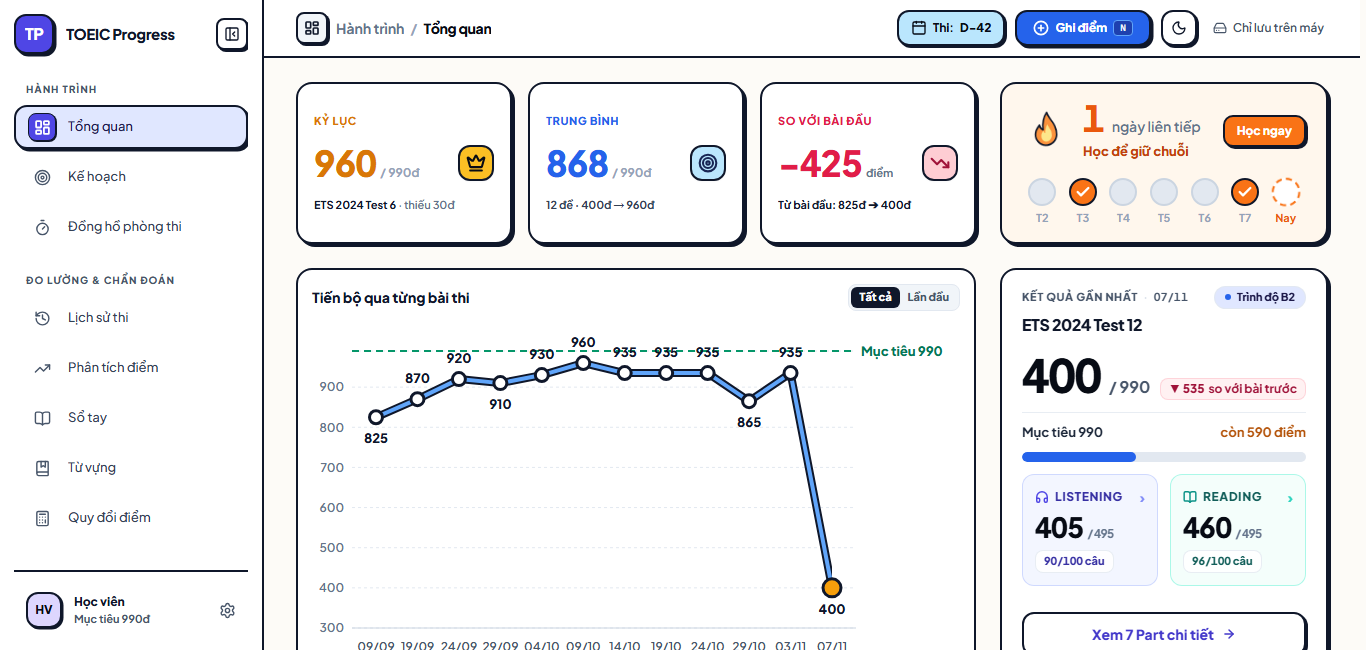 TP
TOEIC Progress
HÀNH TRÌNH
Tổng quan
Kế hoạch
Đồng hồ phòng thi
ĐO LƯỜNG & CHẨN ĐOÁN
Lịch sử thi
Phân tích điểm
Sổ tay
Từ vựng
Quy đổi điểm
HV
Học viên
Mục tiêu 990đ
Hành trình / Tổng quan
Thi: D-42
Ghi điểm N
Chỉ lưu trên máy
KỶ LỤC
960 / 990đ
ETS 2024 Test 6 · thiếu 30đ
TRUNG BÌNH
868 / 990đ
12 đề · 400đ → 960đ
SO VỚI BÀI ĐẦU
−425 điểm
Từ bài đầu: 825đ ➔ 400đ
1 ngày liên tiếp
Học để giữ chuỗi
Học ngay
T2 T3 T4 T5 T6 T7 Nay
Tiến bộ qua từng bài thi
Tất cả
Lần đầu
Mục tiêu 990
825 870 920 910 930 960 935 935 935 865 935 400
900
800
700
600
500
400
300
09/09 19/09 24/09 29/09 04/10 09/10 14/10 19/10 24/10 29/10 03/11 07/11
KẾT QUẢ GẦN NHẤT · 07/11
Trình độ B2
ETS 2024 Test 12
400 / 990
▼ 535 so với bài trước
Mục tiêu 990
còn 590 điểm
LISTENING ›
405 /495
90/100 câu
READING ›
460 /495
96/100 câu
Xem 7 Part chi tiết →